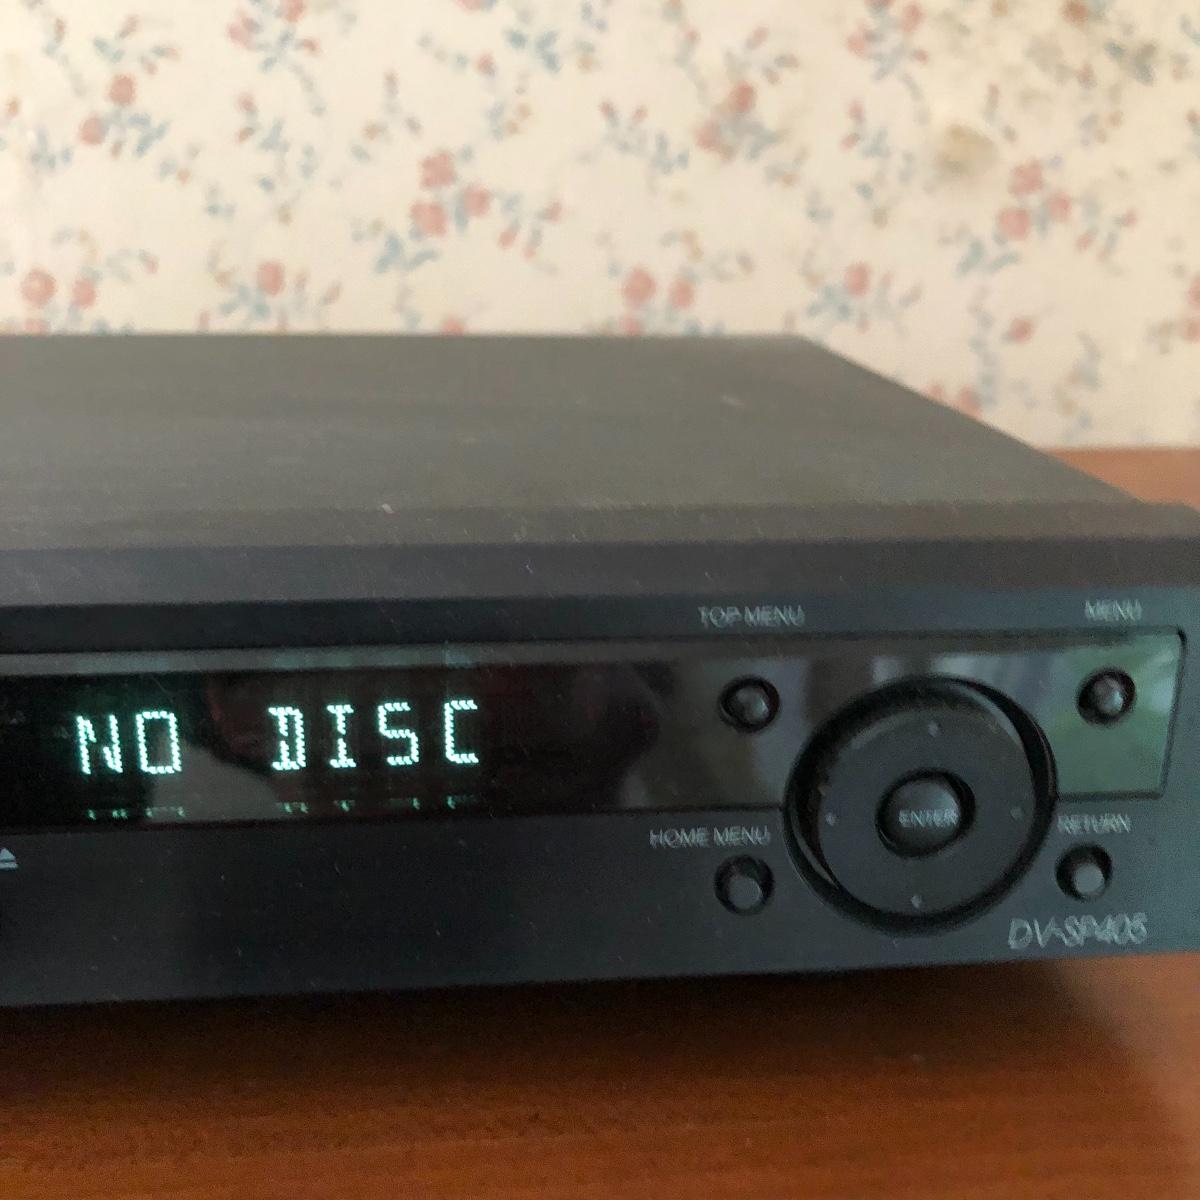 TOP MENU
MENU
NO DISC
ENTER
HOME MENU
RETURN
DV-SP405